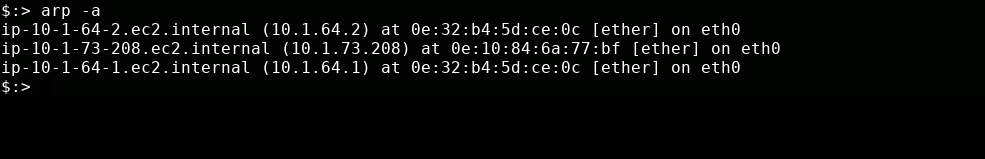 $:> arp -a
ip-10-1-64-2.ec2.internal (10.1.64.2) at 0e:32:b4:5d:ce:0c [ether] on eth0
ip-10-1-73-208.ec2.internal (10.1.73.208) at 0e:10:84:6a:77:bf [ether] on eth0
ip-10-1-64-1.ec2.internal (10.1.64.1) at 0e:32:b4:5d:ce:0c [ether] on eth0
$:>